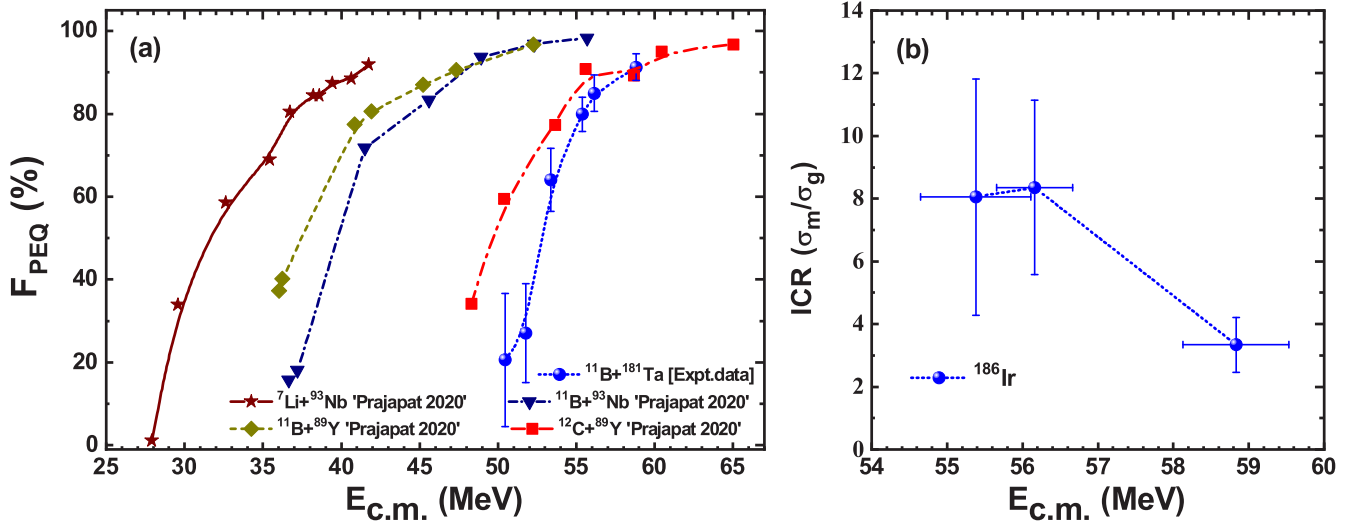 (a)
100
80
60
40
20
0
F_PEQ (%)
¹¹B+¹⁸¹Ta [Expt.data]
⁷Li+⁹³Nb 'Prajapat 2020'
¹¹B+⁹³Nb 'Prajapat 2020'
¹¹B+⁸⁹Y 'Prajapat 2020'
¹²C+⁸⁹Y 'Prajapat 2020'
25 30 35 40 45 50 55 60 65
E_c.m. (MeV)
(b)
14
12
10
8
6
4
2
0
ICR (σ_m/σ_g)
¹⁸⁶Ir
54 55 56 57 58 59 60
E_c.m. (MeV)